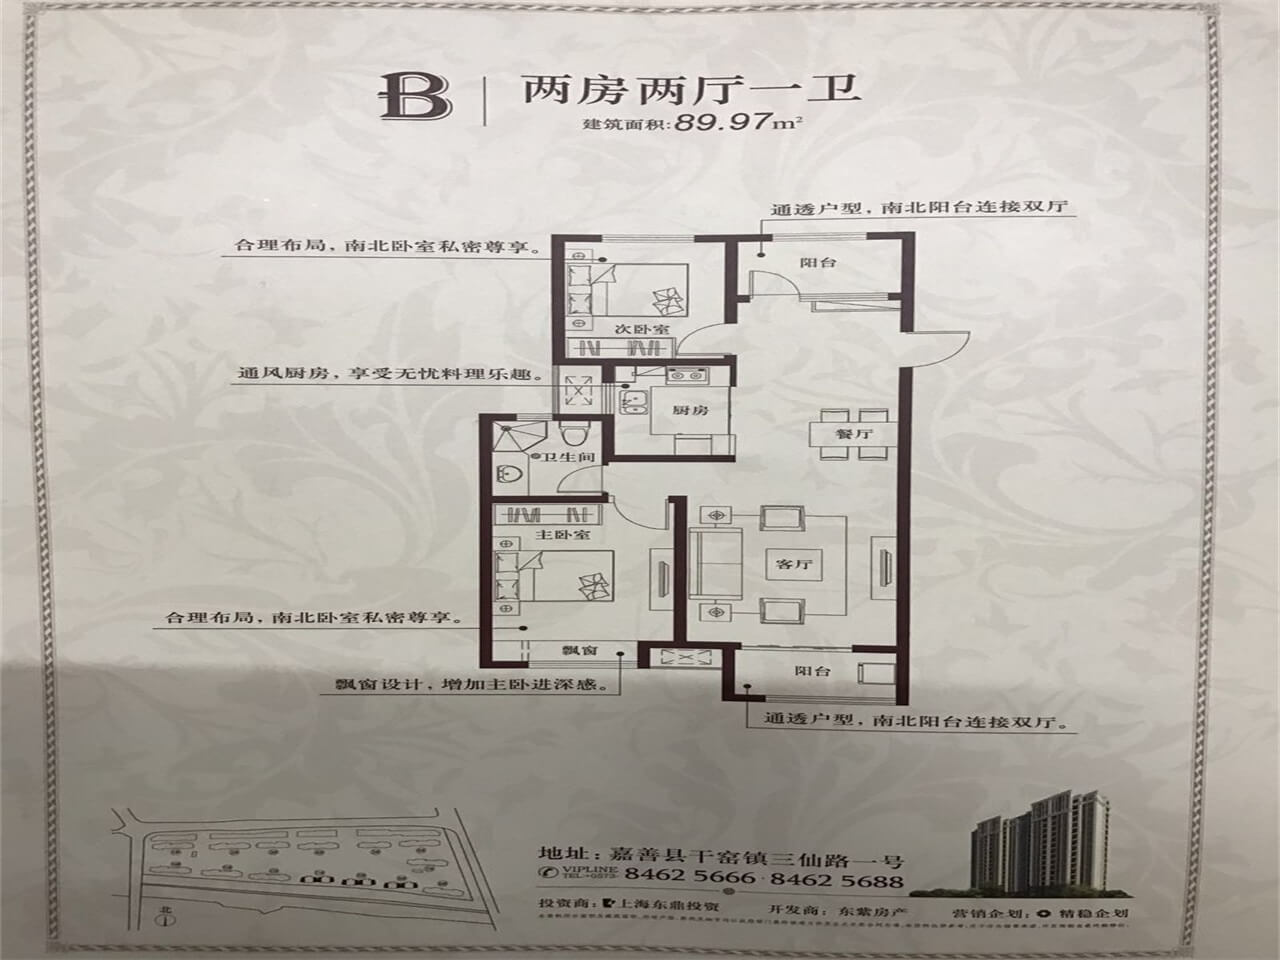 B 两房两厅一卫
建筑面积:89.97m²
通透户型，南北阳台连接双厅
合理布局，南北卧室私密尊享。
阳台
次卧室
通风厨房，享受无忧料理乐趣。
厨房
餐厅
卫生间
主卧室
客厅
合理布局，南北卧室私密尊享。
飘窗
阳台
飘窗设计，增加主卧进深感。
通透户型，南北阳台连接双厅。
地址：嘉善县干窑镇三仙路一号
VIPLINE
TEL:+0573-
8462 5666·8462 5688
北
投资商：上海东鼎投资 开发商：东紫房产 营销企划：精稳企划